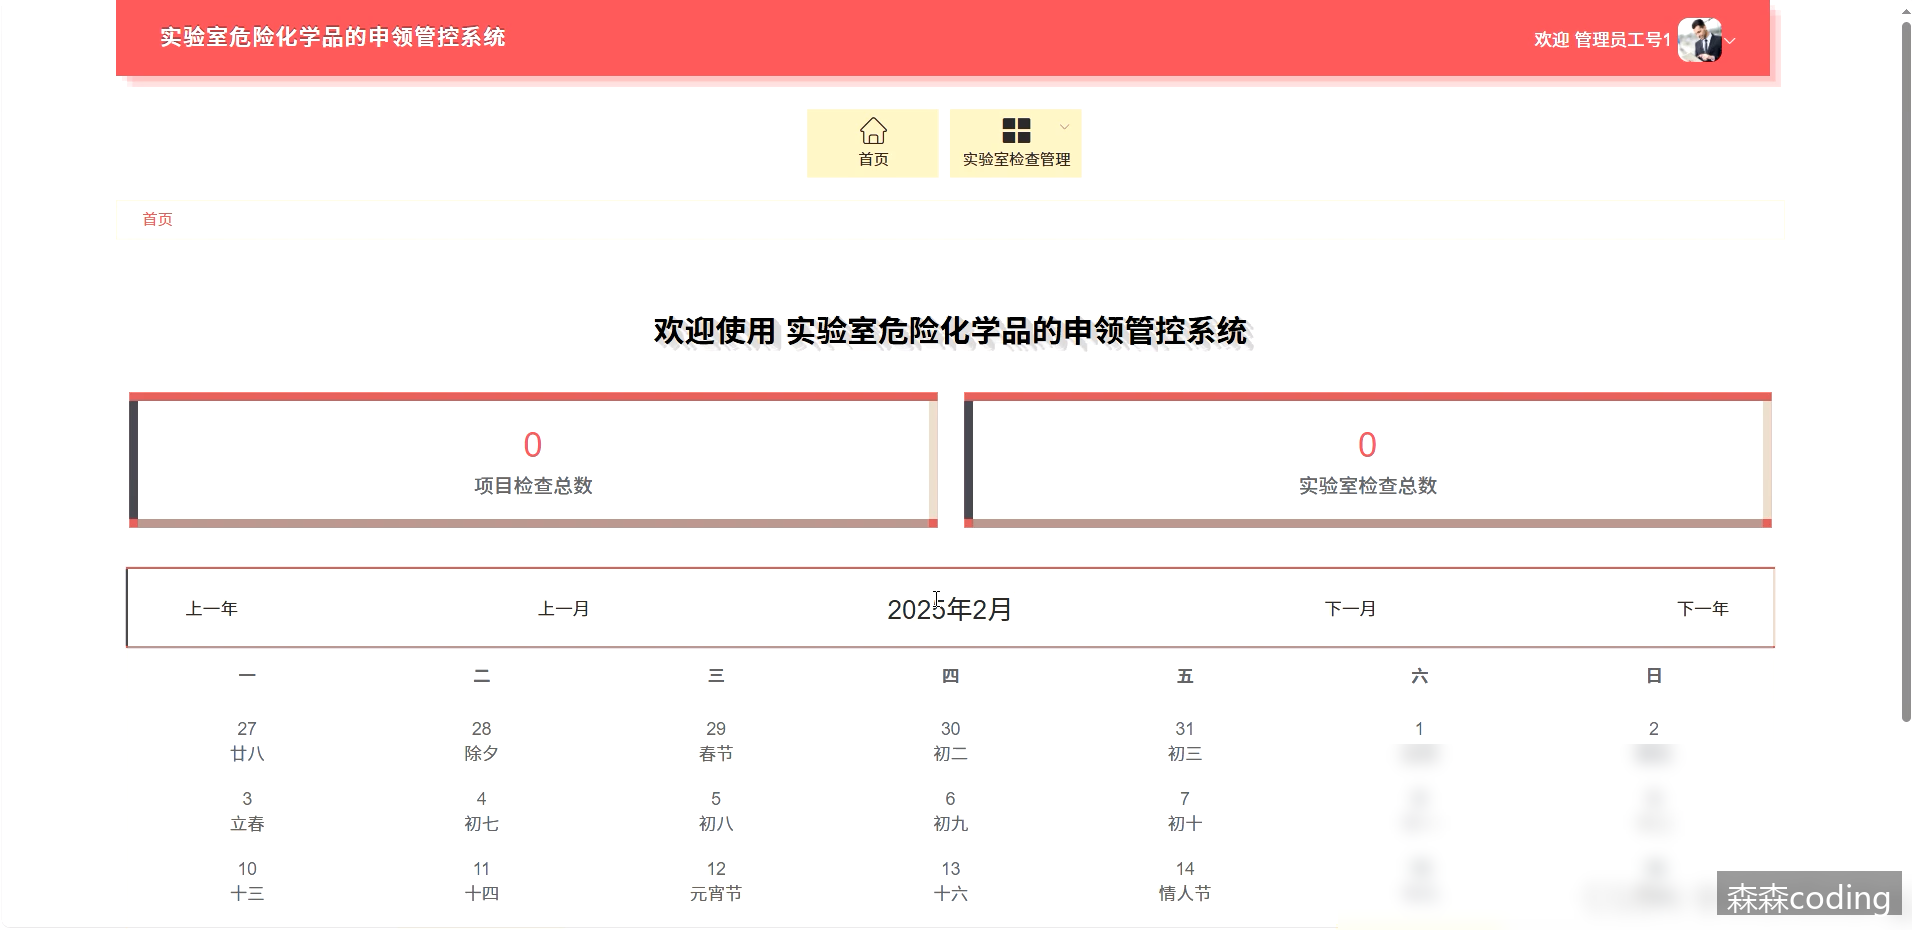 实验室危险化学品的申领管控系统
欢迎 管理员工号1
首页
实验室检查管理
首页
欢迎使用 实验室危险化学品的申领管控系统
0
项目检查总数
0
实验室检查总数
上一年 上一月 2025年2月 下一月 下一年
一 二 三 四 五 六 日
27 28 29 30 31 1 2
廿八 除夕 春节 初二 初三
3 4 5 6 7
立春 初七 初八 初九 初十
10 11 12 13 14
十三 十四 元宵节 十六 情人节
森森coding